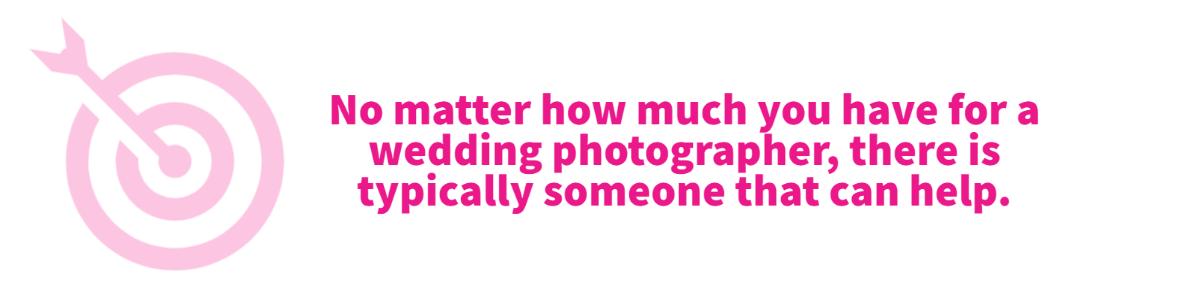 No matter how much you have for a
wedding photographer, there is
typically someone that can help.